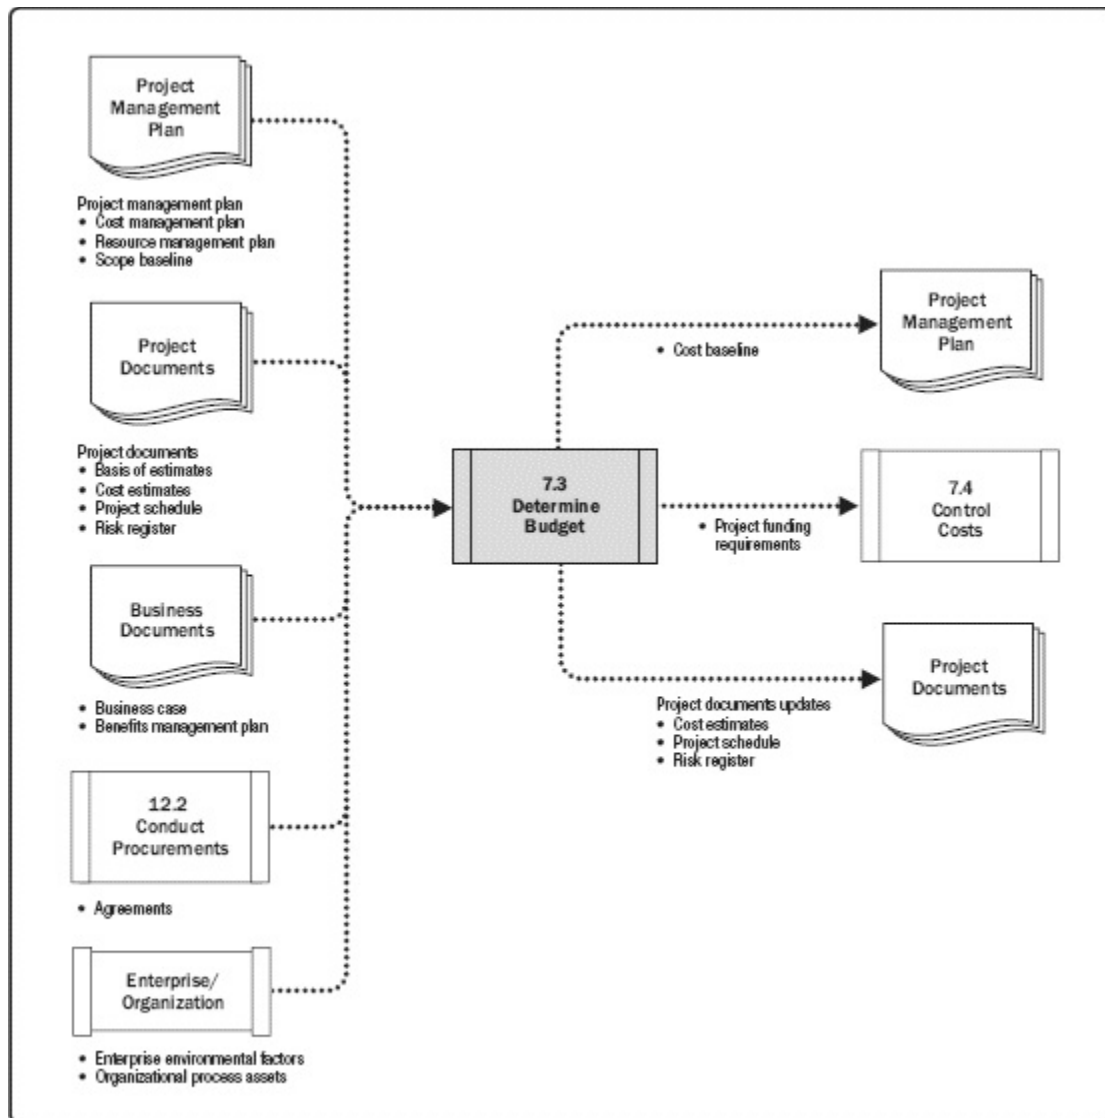 Project
Management
Plan
Project management plan
• Cost management plan
• Resource management plan
• Scope baseline
Project
Documents
Project documents
• Basis of estimates
• Cost estimates
• Project schedule
• Risk register
Business
Documents
• Business case
• Benefits management plan
12.2
Conduct
Procurements
• Agreements
Enterprise/
Organization
• Enterprise environmental factors
• Organizational process assets
7.3
Determine
Budget
• Cost baseline
Project
Management
Plan
• Project funding
requirements
7.4
Control
Costs
Project documents updates
• Cost estimates
• Project schedule
• Risk register
Project
Documents